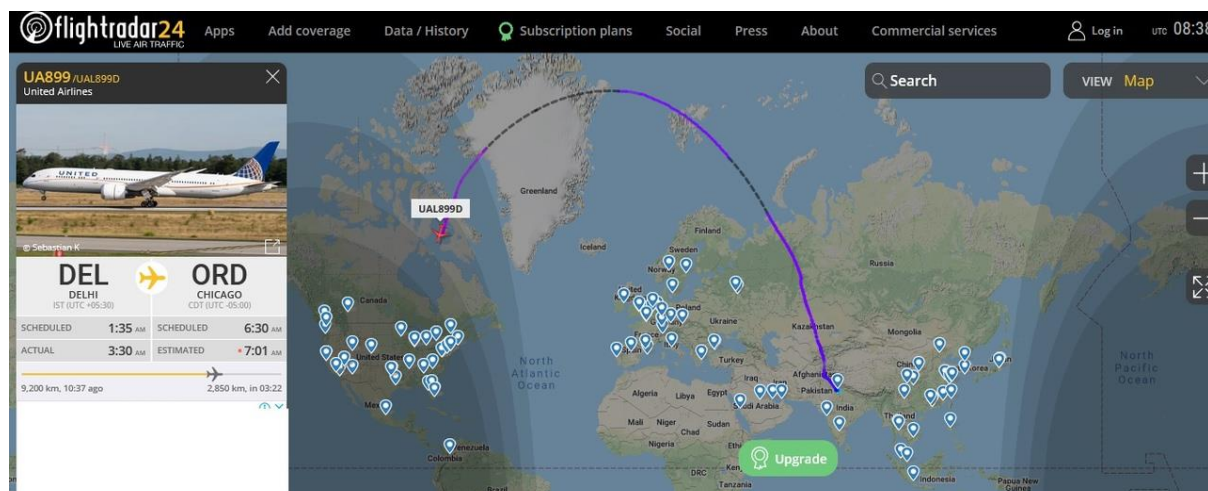 flightradar24
LIVE AIR TRAFFIC
Apps
Add coverage
Data / History
Subscription plans
Social
Press
About
Commercial services
Log in
UTC 08:38
UA899 /UAL899D
United Airlines
UNITED
© Sebastian K
DEL
DELHI
IST (UTC +05:30)
ORD
CHICAGO
CDT (UTC -05:00)
SCHEDULED 1:35 AM SCHEDULED 6:30 AM
ACTUAL 3:30 AM ESTIMATED 7:01 AM
9,200 km, 10:37 ago 2,850 km, in 03:22
Search
VIEW Map
UAL899D
Greenland
Iceland
Finland
Sweden
Norway
Russia
Canada
Poland
Ukraine
Kazakhstan
Mongolia
United States
North
Atlantic
Ocean
Spain
Turkey
Iraq
Iran
Afghanistan
Pakistan
North
Pacific
Ocean
Algeria
Libya
Egypt
Saudi Arabia
India
Mali
Niger
Chad
Sudan
Thailand
Nigeria
Venezuela
Colombia
DRC
Tanzania
Indonesia
Papua New
Guinea
Upgrade